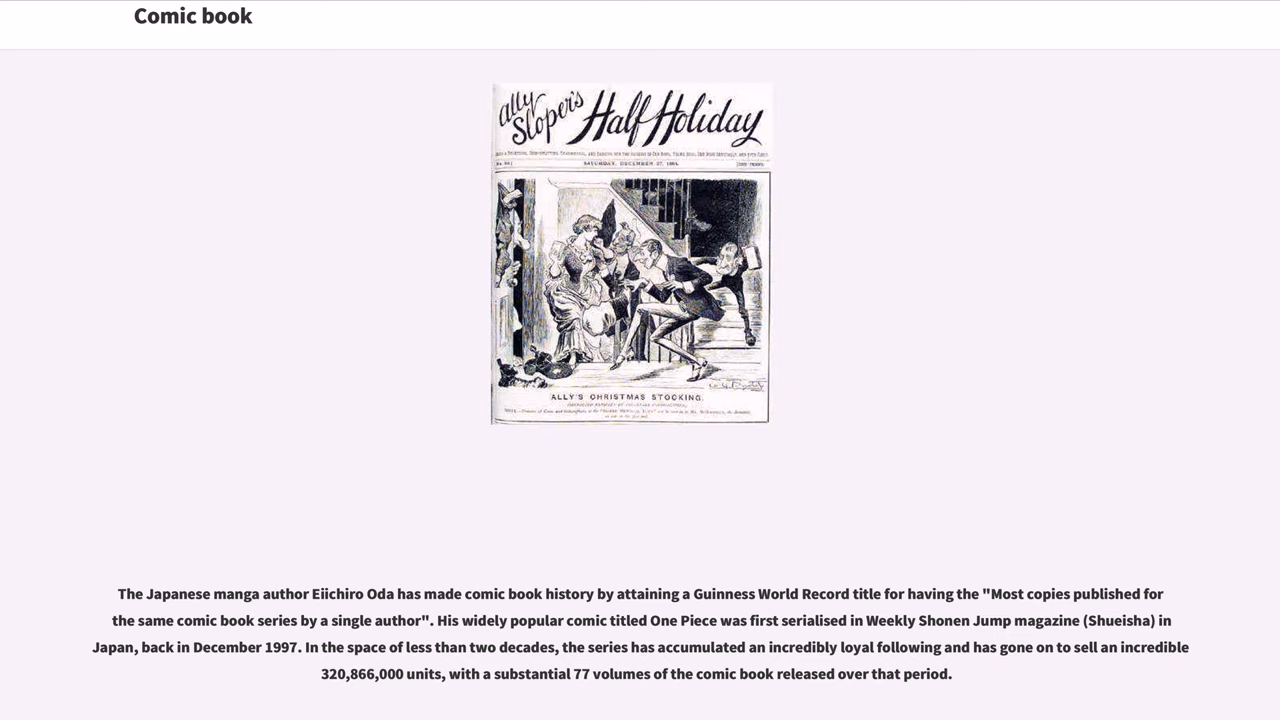 Comic book
Ally Sloper's Half Holiday
SATURDAY, DECEMBER 27, 1884.
ALLY'S CHRISTMAS STOCKING.
The Japanese manga author Eiichiro Oda has made comic book history by attaining a Guinness World Record title for having the "Most copies published for
the same comic book series by a single author". His widely popular comic titled One Piece was first serialised in Weekly Shonen Jump magazine (Shueisha) in
Japan, back in December 1997. In the space of less than two decades, the series has accumulated an incredibly loyal following and has gone on to sell an incredible
320,866,000 units, with a substantial 77 volumes of the comic book released over that period.